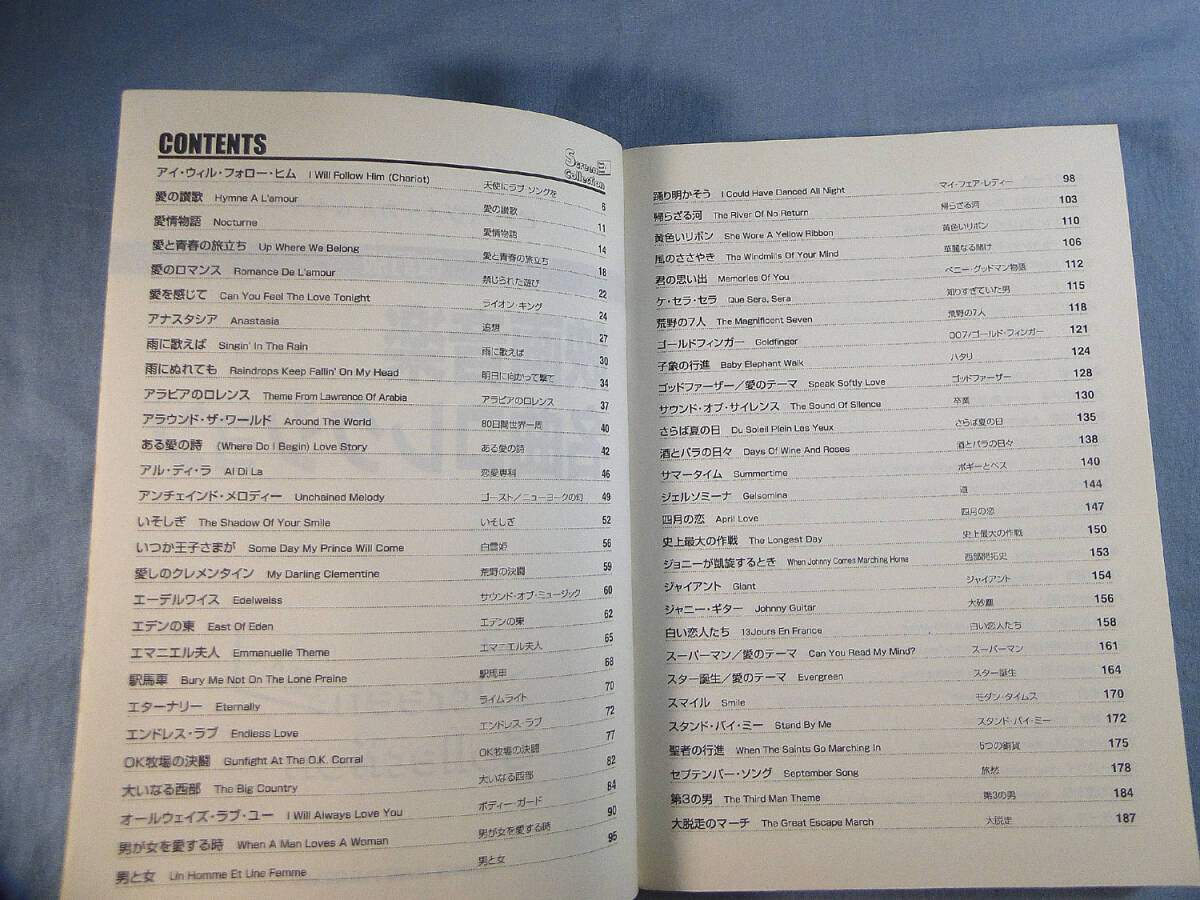 CONTENTS
Screen Collection
アイ・ウィル・フォロー・ヒム I Will Follow Him (Chariot) 天使にラブ・ソングを 6
愛の讃歌 Hymne A L'amour 愛の讃歌 11
愛情物語 Nocturne 愛情物語 14
愛と青春の旅立ち Up Where We Belong 愛と青春の旅立ち 18
愛のロマンス Romance De L'amour 禁じられた遊び 22
愛を感じて Can You Feel The Love Tonight ライオン・キング 24
アナスタシア Anastasia 追想 27
雨に歌えば Singin' In The Rain 雨に歌えば 30
雨にぬれても Raindrops Keep Fallin' On My Head 明日に向かって撃て 34
アラビアのロレンス Theme From Lawrence Of Arabia アラビアのロレンス 37
アラウンド・ザ・ワールド Around The World 80日間世界一周 40
ある愛の詩 (Where Do I Begin) Love Story ある愛の詩 42
アル・ディ・ラ Al Di La 恋愛専科 46
アンチェインド・メロディー Unchained Melody ゴースト/ニューヨークの幻 49
いそしぎ The Shadow Of Your Smile いそしぎ 52
いつか王子さまが Some Day My Prince Will Come 白雪姫 56
愛しのクレメンタイン My Darling Clementine 荒野の決闘 59
エーデルワイス Edelweiss サウンド・オブ・ミュージック 60
エデンの東 East Of Eden エデンの東 62
エマニエル夫人 Emmanuelle Theme エマニエル夫人 65
駅馬車 Bury Me Not On The Lone Preine 駅馬車 68
エターナリー Eternally ライムライト 70
エンドレス・ラブ Endless Love エンドレス・ラブ 72
OK牧場の決闘 Gunfight At The O.K. Corral OK牧場の決闘 77
大いなる西部 The Big Country 大いなる西部 82
オールウェイズ・ラブ・ユー I Will Always Love You ボディー・ガード 84
男が女を愛する時 When A Man Loves A Woman 男が女を愛する時 90
男と女 Un Homme Et Une Femme 男と女 95
踊り明かそう I Could Have Danced All Night マイ・フェア・レディー 98
帰らざる河 The River Of No Return 帰らざる河 103
黄色いリボン She Wore A Yellow Ribbon 黄色いリボン 110
風のささやき The Windmills Of Your Mind 華麗なる賭け 106
君の思い出 Memories Of You ベニー・グッドマン物語 112
ケ・セラ・セラ Que Sera, Sera 知りすぎていた男 115
荒野の7人 The Magnificent Seven 荒野の7人 118
ゴールドフィンガー Goldfinger 007/ゴールド・フィンガー 121
子象の行進 Baby Elephant Walk ハタリ 124
ゴッドファーザー/愛のテーマ Speak Softly Love ゴッドファーザー 128
サウンド・オブ・サイレンス The Sound Of Silence 卒業 130
さらば夏の日 Du Soleil Plein Les Yeux さらば夏の日 135
酒とバラの日々 Days Of Wine And Roses 酒とバラの日々 138
サマータイム Summertime ポギーとベス 140
ジェルソミーナ Gelsomina 道 144
四月の恋 April Love 四月の恋 147
史上最大の作戦 The Longest Day 史上最大の作戦 150
ジョニーが凱旋するとき When Johnny Comes Marching Home 西部開拓史 153
ジャイアント Giant ジャイアント 154
ジャニー・ギター Johnny Guitar 大砂塵 156
白い恋人たち 13Jours En France 白い恋人たち 158
スーパーマン/愛のテーマ Can You Read My Mind? スーパーマン 161
スター誕生/愛のテーマ Evergreen スター誕生 164
スマイル Smile モダン・タイムス 170
スタンド・バイ・ミー Stand By Me スタンド・バイ・ミー 172
聖者の行進 When The Saints Go Marching In 5つの銅貨 175
セプテンバー・ソング September Song 旅愁 178
第3の男 The Third Man Theme 第3の男 184
大脱走のマーチ The Great Escape March 大脱走 187